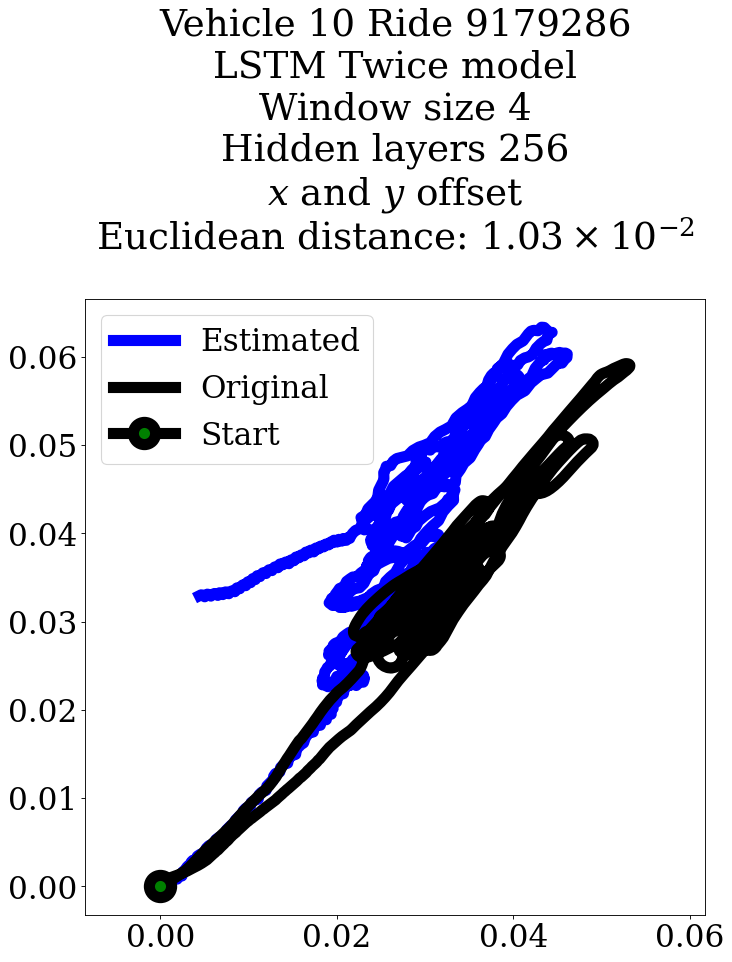 Vehicle 10 Ride 9179286
LSTM Twice model
Window size 4
Hidden layers 256
x and y offset
Euclidean distance: 1.03 × 10⁻²
Estimated
Original
Start
0.06
0.05
0.04
0.03
0.02
0.01
0.00
0.00 0.02 0.04 0.06